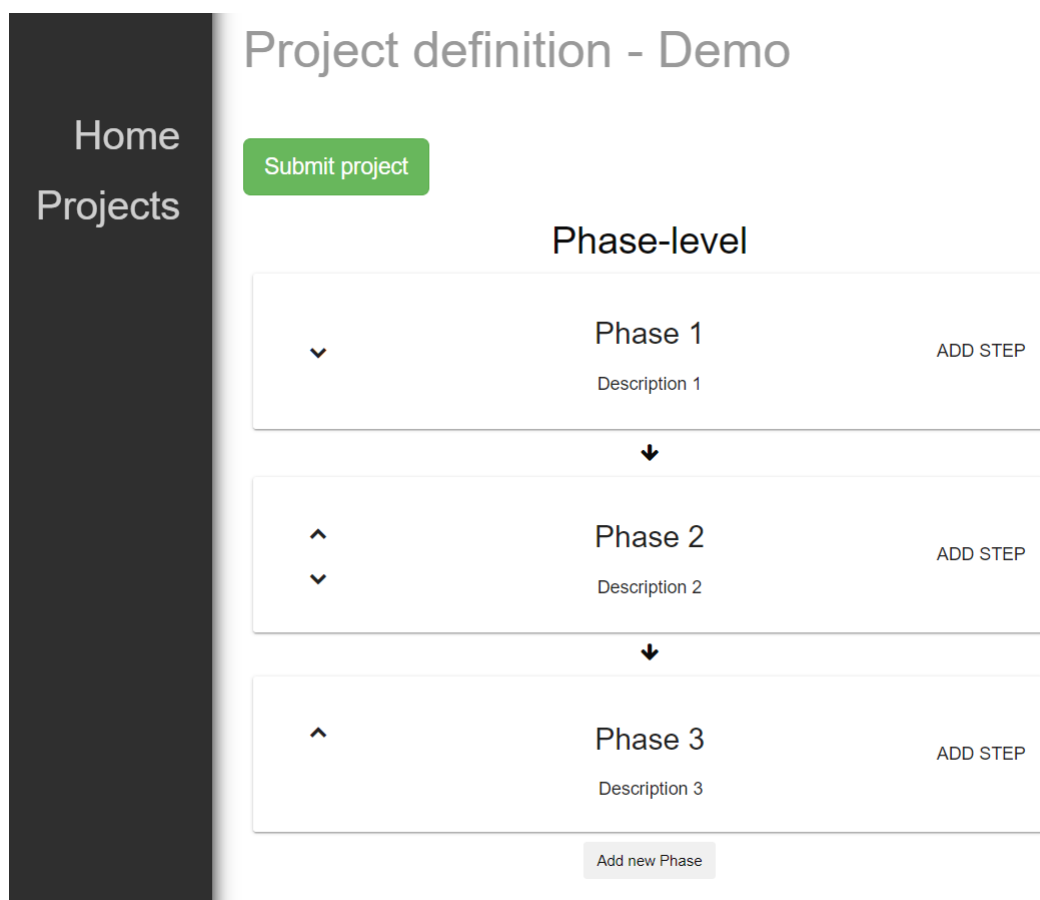 Project definition - Demo
Home
Projects
Submit project
Phase-level
Phase 1
Description 1
ADD STEP
Phase 2
Description 2
ADD STEP
Phase 3
Description 3
ADD STEP
Add new Phase